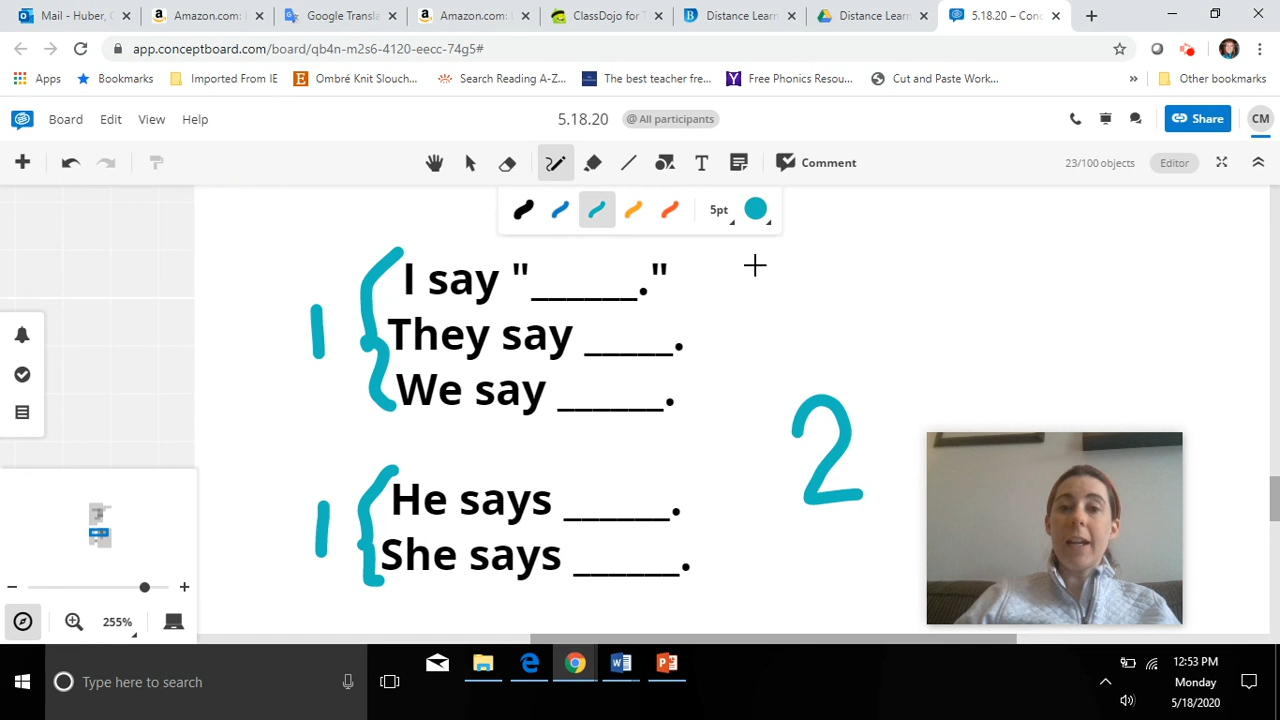 Mail - Huber, C
Amazon.com: 
Google Transla
Amazon.com: L
ClassDojo for T
Distance Learn
Distance Learn
5.18.20 – Conc
app.conceptboard.com/board/qb4n-m2s6-4120-eecc-74g5#
Apps
Bookmarks
Imported From IE
Ombré Knit Slouch...
Search Reading A-Z...
The best teacher fre...
Free Phonics Resou...
Cut and Paste Work...
»
Other bookmarks
Board
Edit
View
Help
5.18.20
@ All participants
Share
CM
Comment
23/100 objects
Editor
5pt
I say "______."
1
They say _____.
We say ______.
2
He says ______.
1
She says ______.
255%
Type here to search
12:53 PM
Monday
5/18/2020